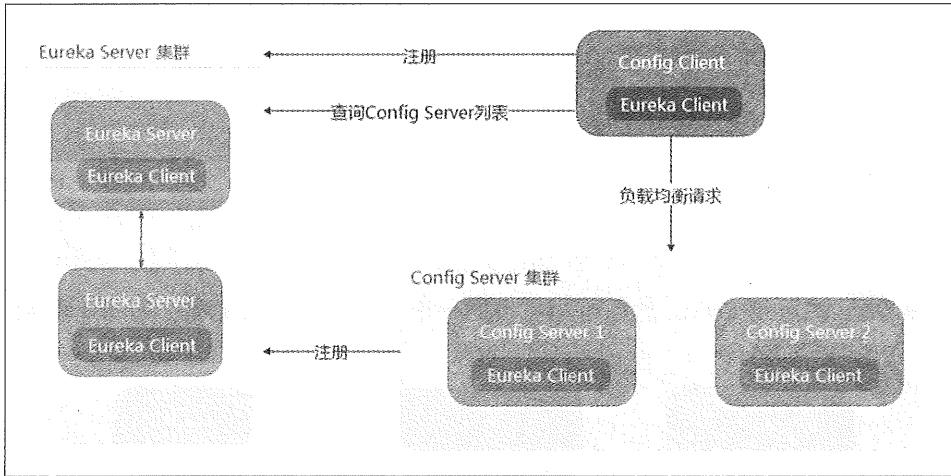 Eureka Server 集群
注册
Config Client
Eureka Client
查询Config Server列表
Eureka Server
Eureka Client
负载均衡请求
Eureka Server
Eureka Client
注册
Config Server 集群
Config Server 1
Eureka Client
Config Server 2
Eureka Client